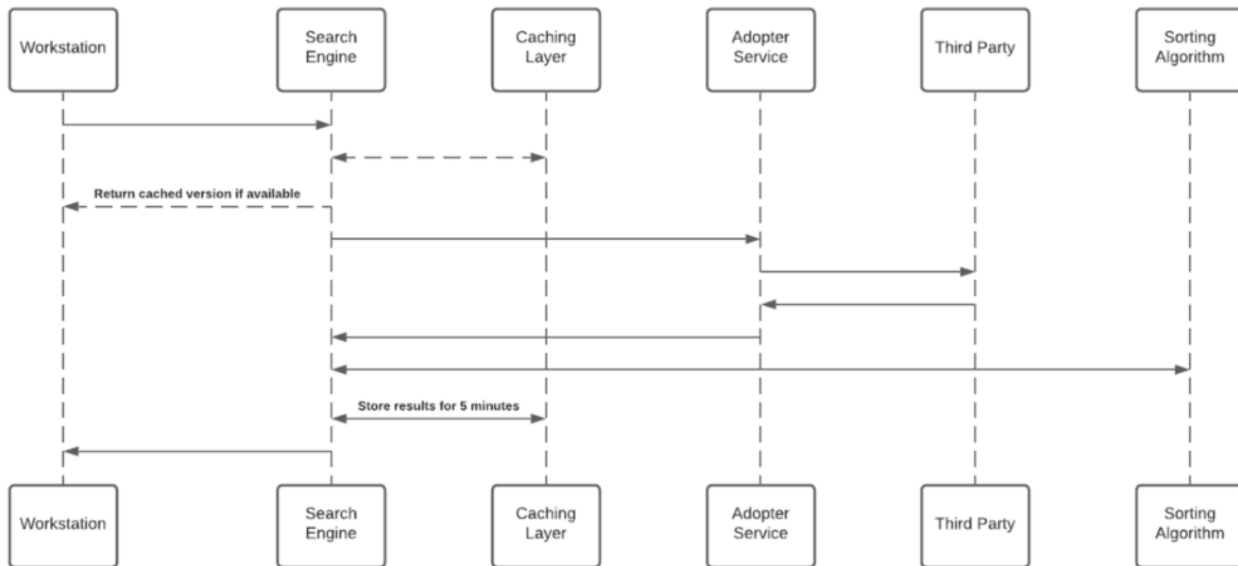 Workstation
Search
Engine
Caching
Layer
Adopter
Service
Third Party
Sorting
Algorithm
Return cached version if available
Store results for 5 minutes
Workstation
Search
Engine
Caching
Layer
Adopter
Service
Third Party
Sorting
Algorithm